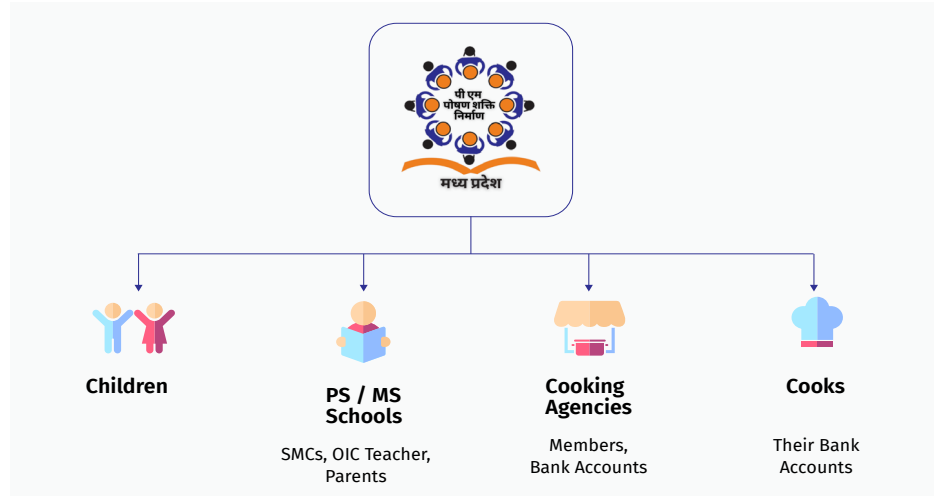 पी एम
पोषण शक्ति
निर्माण
मध्य प्रदेश
Children
PS / MS
Schools
SMCs, OIC Teacher,
Parents
Cooking
Agencies
Members,
Bank Accounts
Cooks
Their Bank
Accounts